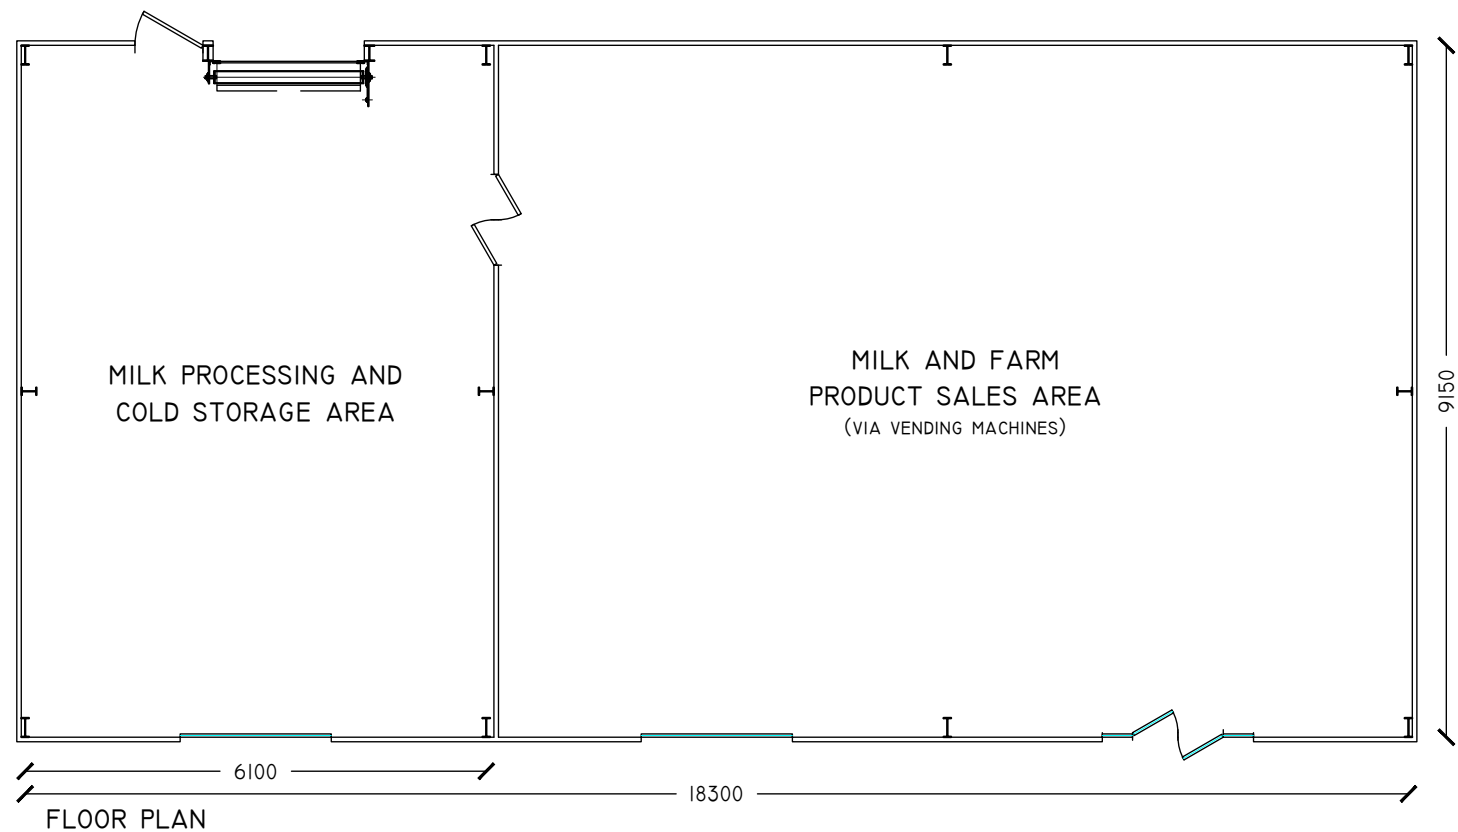 MILK PROCESSING AND
COLD STORAGE AREA
MILK AND FARM
PRODUCT SALES AREA
(VIA VENDING MACHINES)
9150
6100
18300
FLOOR PLAN